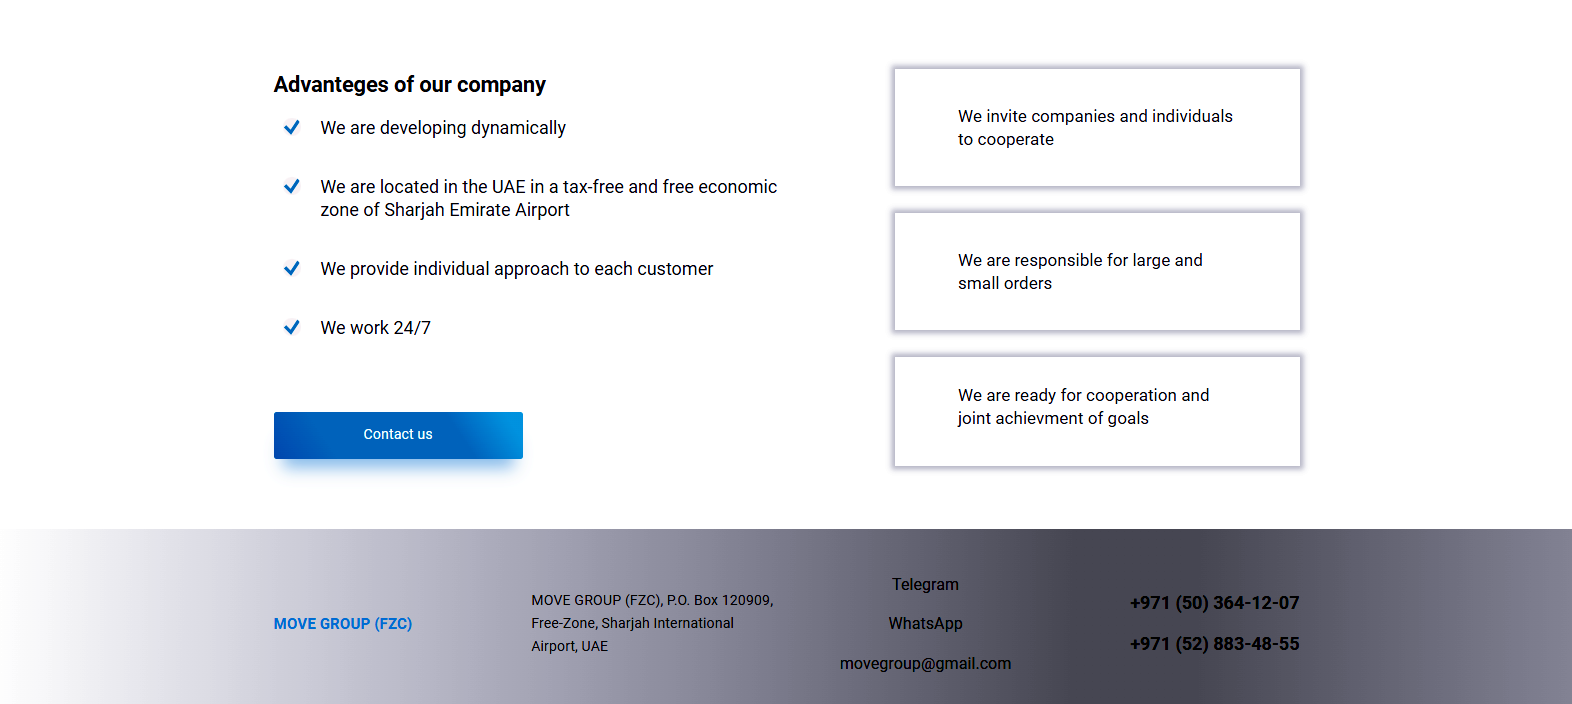 Advanteges of our company
We are developing dynamically
We are located in the UAE in a tax-free and free economic
zone of Sharjah Emirate Airport
We provide individual approach to each customer
We work 24/7
Contact us
We invite companies and individuals
to cooperate
We are responsible for large and
small orders
We are ready for cooperation and
joint achievment of goals
MOVE GROUP (FZC)
MOVE GROUP (FZC), P.O. Box 120909,
Free-Zone, Sharjah International
Airport, UAE
Telegram
WhatsApp
movegroup@gmail.com
+971 (50) 364-12-07
+971 (52) 883-48-55